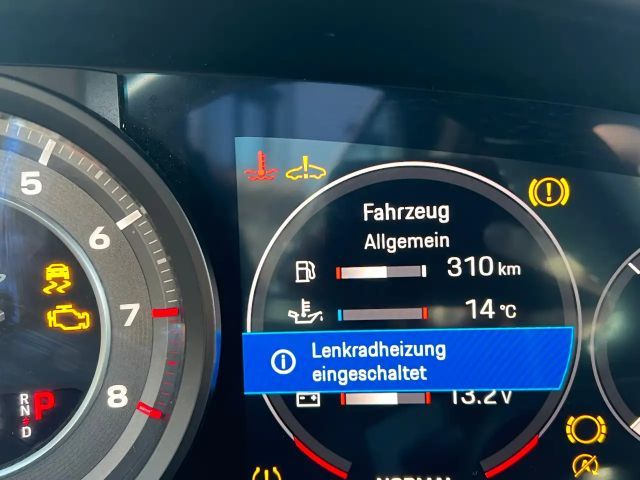 5
6
7
8
R
N
D
P
Fahrzeug
Allgemein
310 km
14 °C
Lenkradheizung
eingeschaltet
13.2V